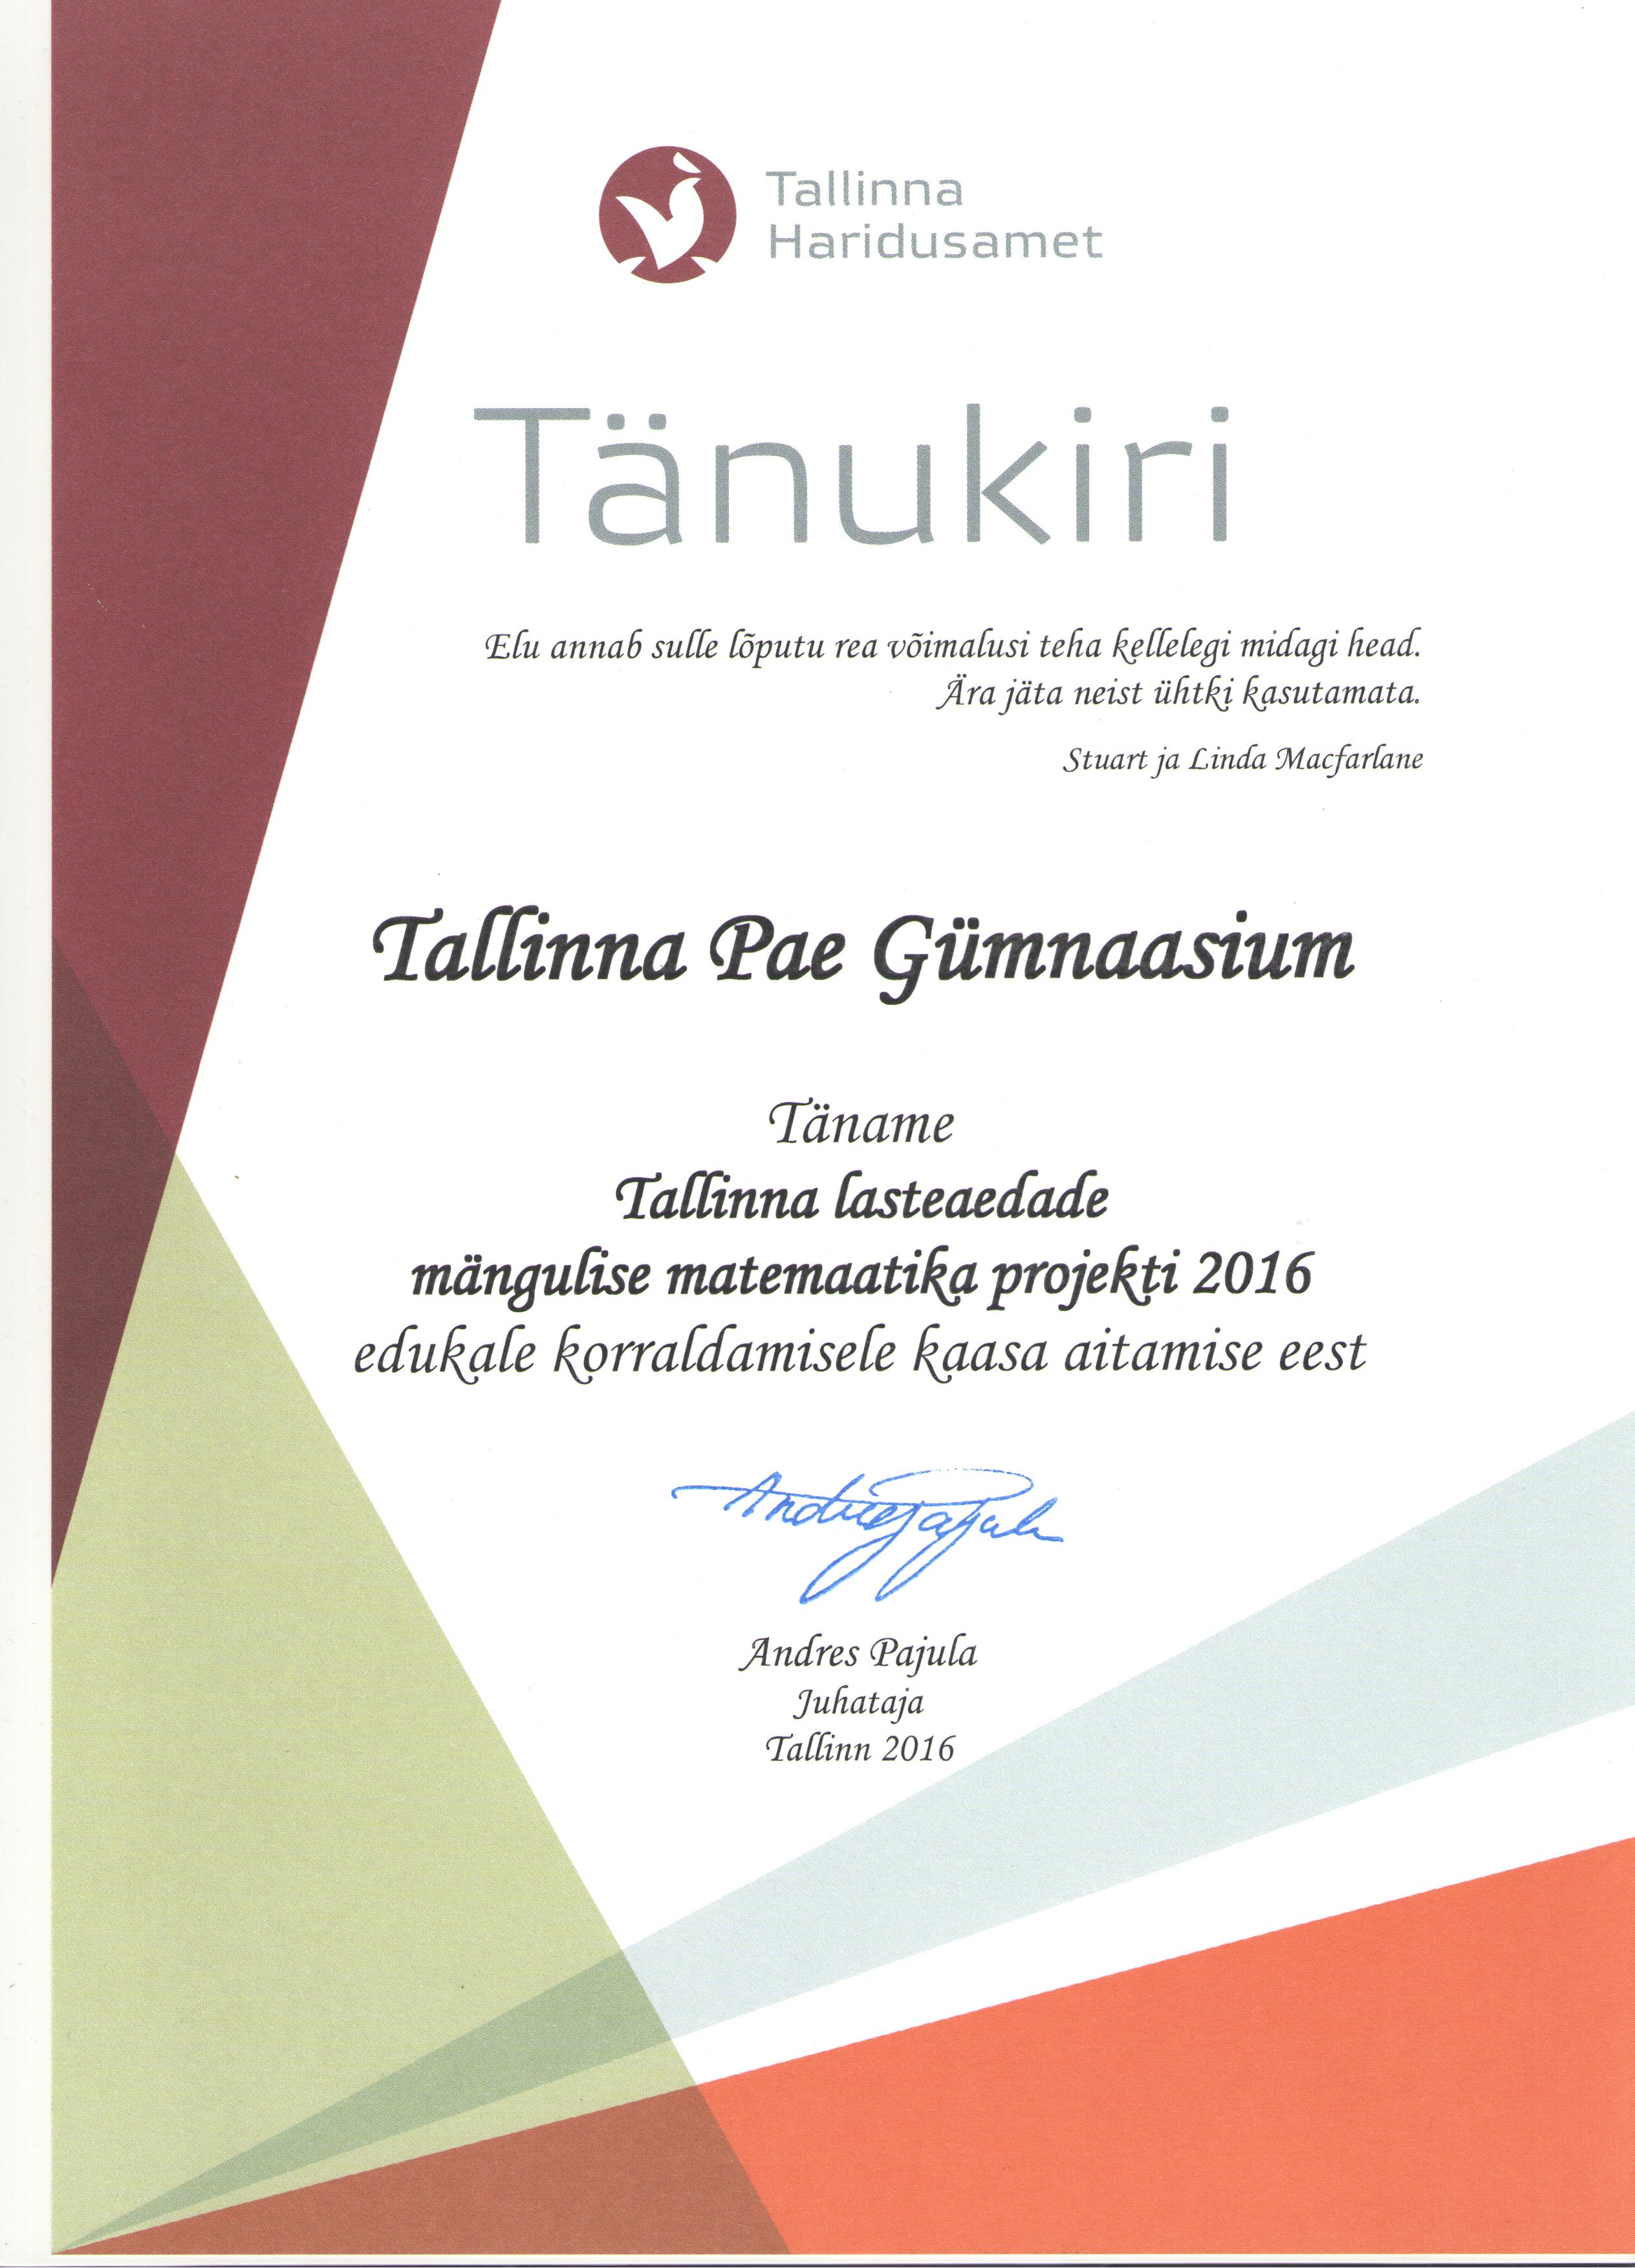 Tallinna
Haridusamet
Tänukiri
Elu annab sulle lõputu rea võimalusi teha kellelegi midagi head.
Ära jäta neist ühtki kasutamata.
Stuart ja Linda Macfarlane
Tallinna Pae Gümnaasium
Täname
Tallinna lasteaedade
mängulise matemaatika projekti 2016
edukale korraldamisele kaasa aitamise eest
Andres Pajula
Andres Pajula
Juhataja
Tallinn 2016